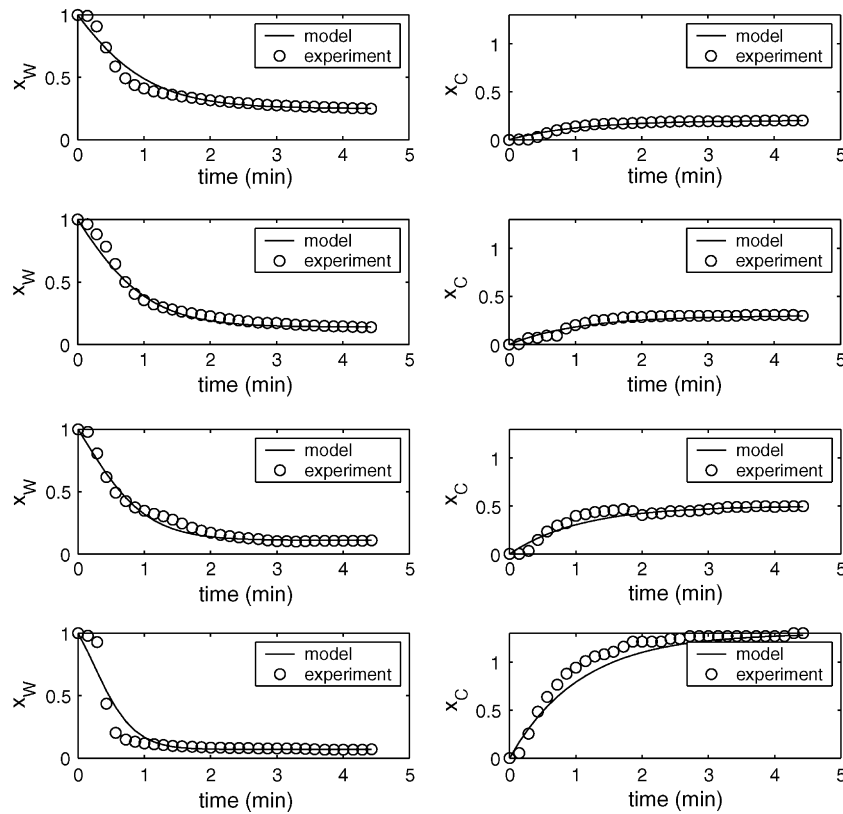 1
0.5
0
0 1 2 3 4 5
x_W
time (min)
model
experiment
1
0.5
0
0 1 2 3 4 5
x_C
time (min)
model
experiment
1
0.5
0
0 1 2 3 4 5
x_W
time (min)
model
experiment
1
0.5
0
0 1 2 3 4 5
x_C
time (min)
model
experiment
1
0.5
0
0 1 2 3 4 5
x_W
time (min)
model
experiment
1
0.5
0
0 1 2 3 4 5
x_C
time (min)
model
experiment
1
0.5
0
0 1 2 3 4 5
x_W
time (min)
model
experiment
1
0.5
0
0 1 2 3 4 5
x_C
time (min)
model
experiment